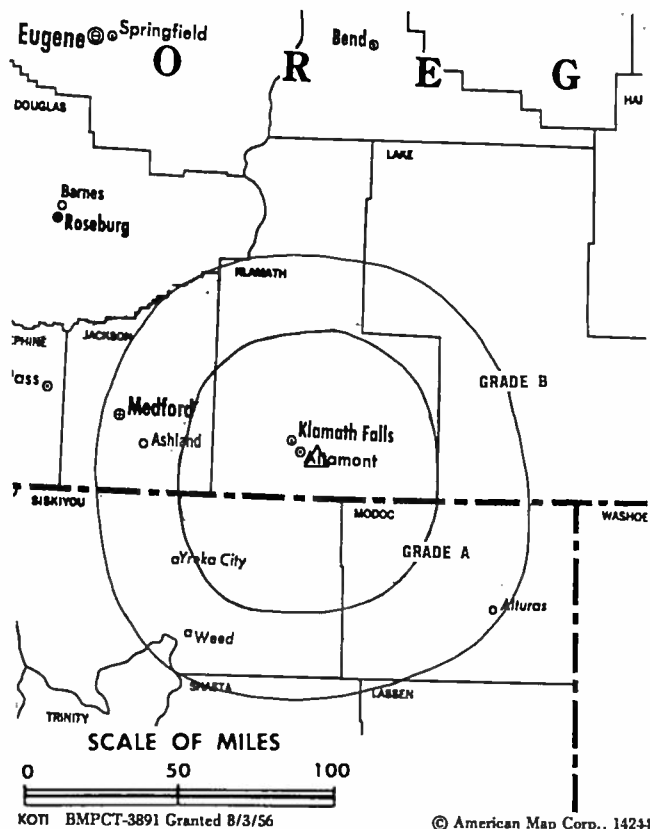 Eugene Springfield Bend
O R E G
DOUGLAS
LAKE
Barnes
Roseburg
KLAMATH
JACKSON
GRADE B
Medford
Ashland
Klamath Falls
Altamont
SISKIYOU
MODOC
WASHOE
GRADE A
Yreka City
Alturas
Weed
SHASTA
LASSEN
TRINITY
SCALE OF MILES
0 50 100
KOTI BMPCT-3891 Granted 8/3/56
© American Map Corp.,